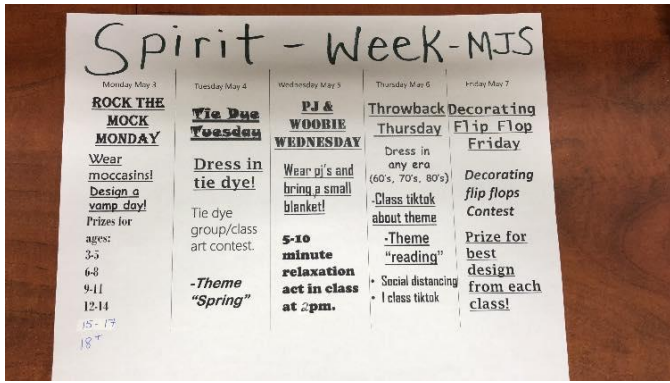 Spirit - Week - MJS
Monday May 3
ROCK THE
MOCK
MONDAY
Wear
moccasins!
Design a
vamp day!
Prizes for
ages:
3-5
6-8
9-11
12-14
15-17
18+
Tuesday May 4
Tie Dye
Tuesday
Dress in
tie dye!
Tie dye
group/class
art contest.
-Theme
"Spring"
Wednesday May 5
PJ &
WOOBIE
WEDNESDAY
Wear pj's and
bring a small
blanket!
5-10
minute
relaxation
act in class
at 2pm.
Thursday May 6
Throwback
Thursday
Dress in
any era
(60's, 70's, 80's)
-Class tiktok
about theme
-Theme
"reading"
• Social distancing
• 1 class tiktok
Friday May 7
Decorating
Flip Flop
Friday
Decorating
flip flops
Contest
Prize for
best
design
from each
class!